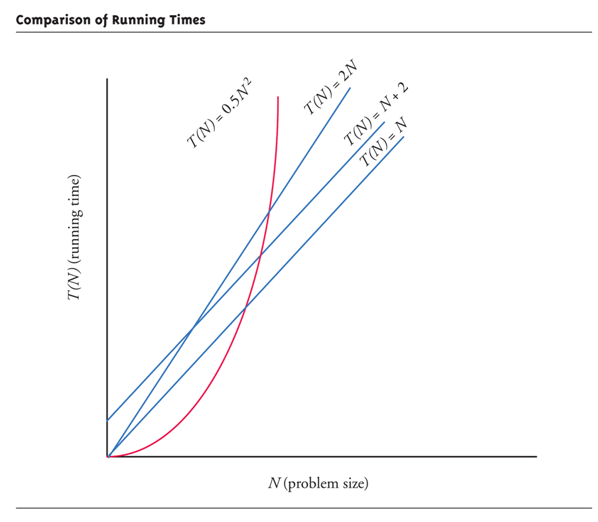 Comparison of Running Times
T(N) = 0.5N²
T(N) = 2N
T(N) = N + 2
T(N) = N
T(N) (running time)
N (problem size)